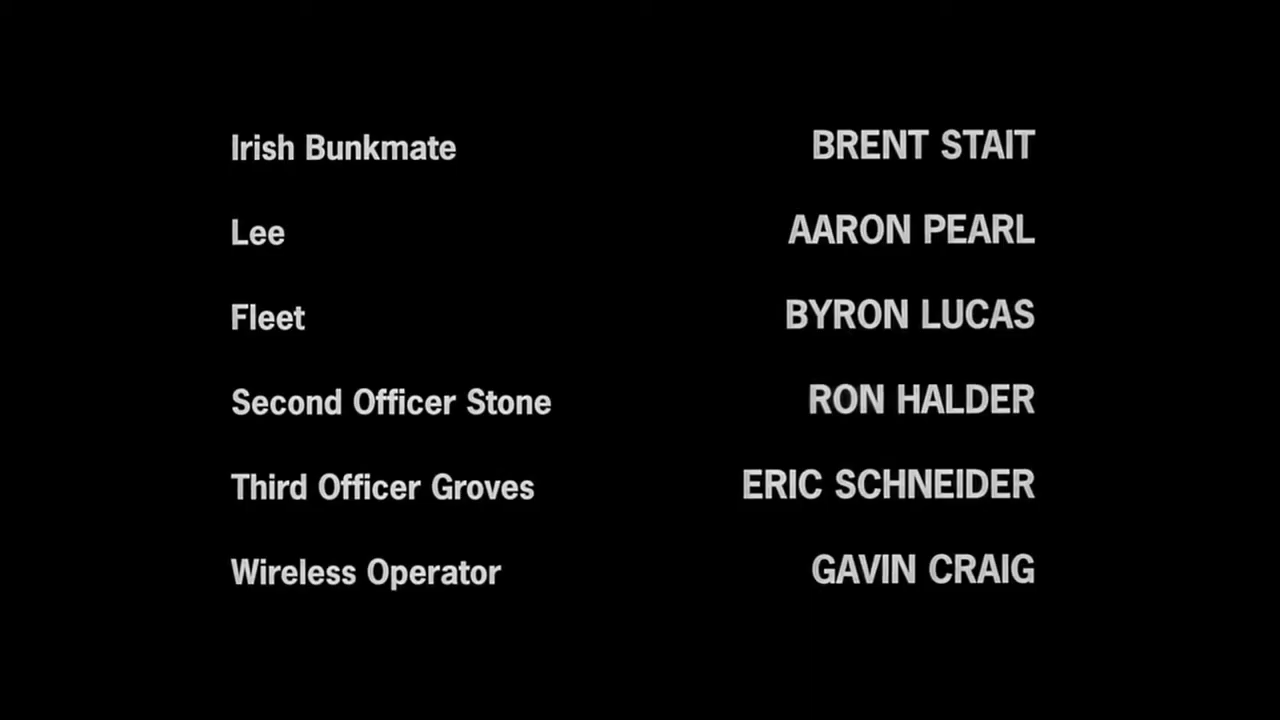 Irish Bunkmate BRENT STAIT
Lee AARON PEARL
Fleet BYRON LUCAS
Second Officer Stone RON HALDER
Third Officer Groves ERIC SCHNEIDER
Wireless Operator GAVIN CRAIG